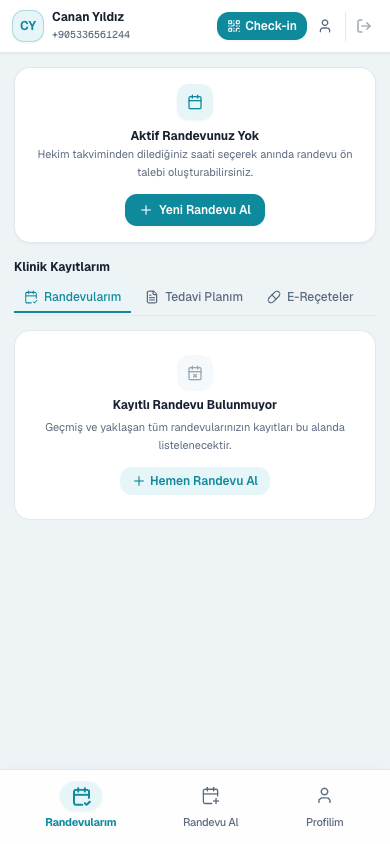 CY
Canan Yıldız
+905336561244
Check-in
Aktif Randevunuz Yok
Hekim takviminden dilediğiniz saati seçerek anında randevu ön
talebi oluşturabilirsiniz.
Yeni Randevu Al
Klinik Kayıtlarım
Randevularım
Tedavi Planım
E-Reçeteler
Kayıtlı Randevu Bulunmuyor
Geçmiş ve yaklaşan tüm randevularınızın kayıtları bu alanda
listelenecektir.
Hemen Randevu Al
Randevularım
Randevu Al
Profilim